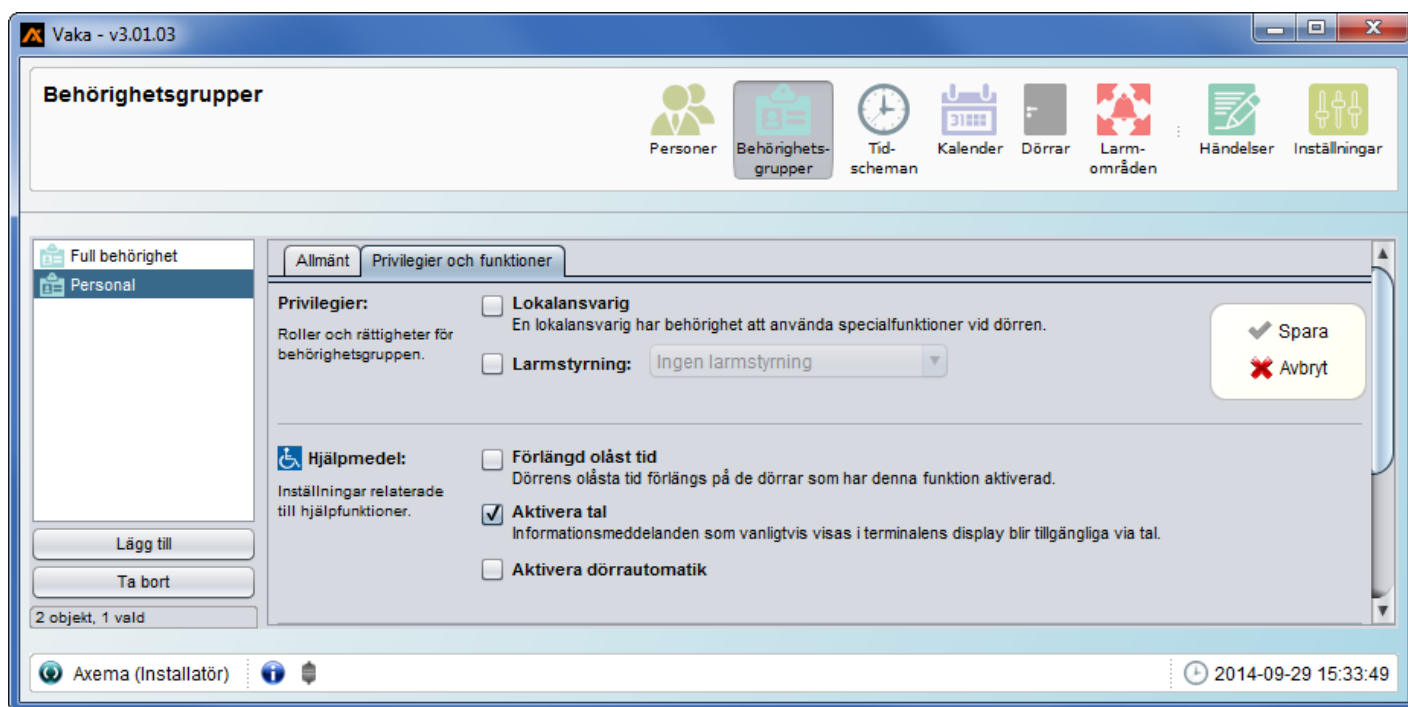 Vaka - v3.01.03
Behörighetsgrupper
Personer
Behörighets-
grupper
Tid-
scheman
31
Kalender
Dörrar
Larm-
områden
Händelser
Inställningar
Full behörighet
Personal
Lägg till
Ta bort
2 objekt, 1 vald
Allmänt
Privilegier och funktioner
Privilegier:
Roller och rättigheter för
behörighetsgruppen.
Lokalansvarig
En lokalansvarig har behörighet att använda specialfunktioner vid dörren.
Larmstyrning:
Ingen larmstyrning
Spara
Avbryt
Hjälpmedel:
Inställningar relaterade
till hjälpfunktioner.
Förlängd olåst tid
Dörrens olåsta tid förlängs på de dörrar som har denna funktion aktiverad.
Aktivera tal
Informationsmeddelanden som vanligtvis visas i terminalens display blir tillgängliga via tal.
Aktivera dörrautomatik
Axema (Installatör)
2014-09-29 15:33:49